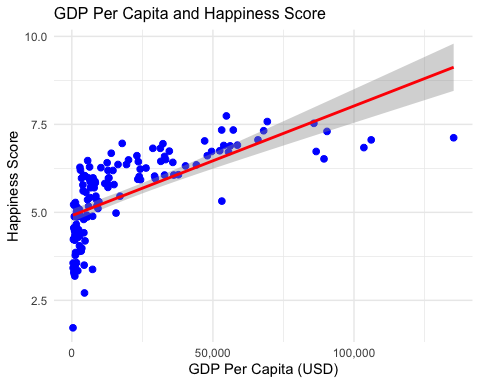 GDP Per Capita and Happiness Score
10.0
7.5
5.0
2.5
Happiness Score
0
50,000
100,000
GDP Per Capita (USD)